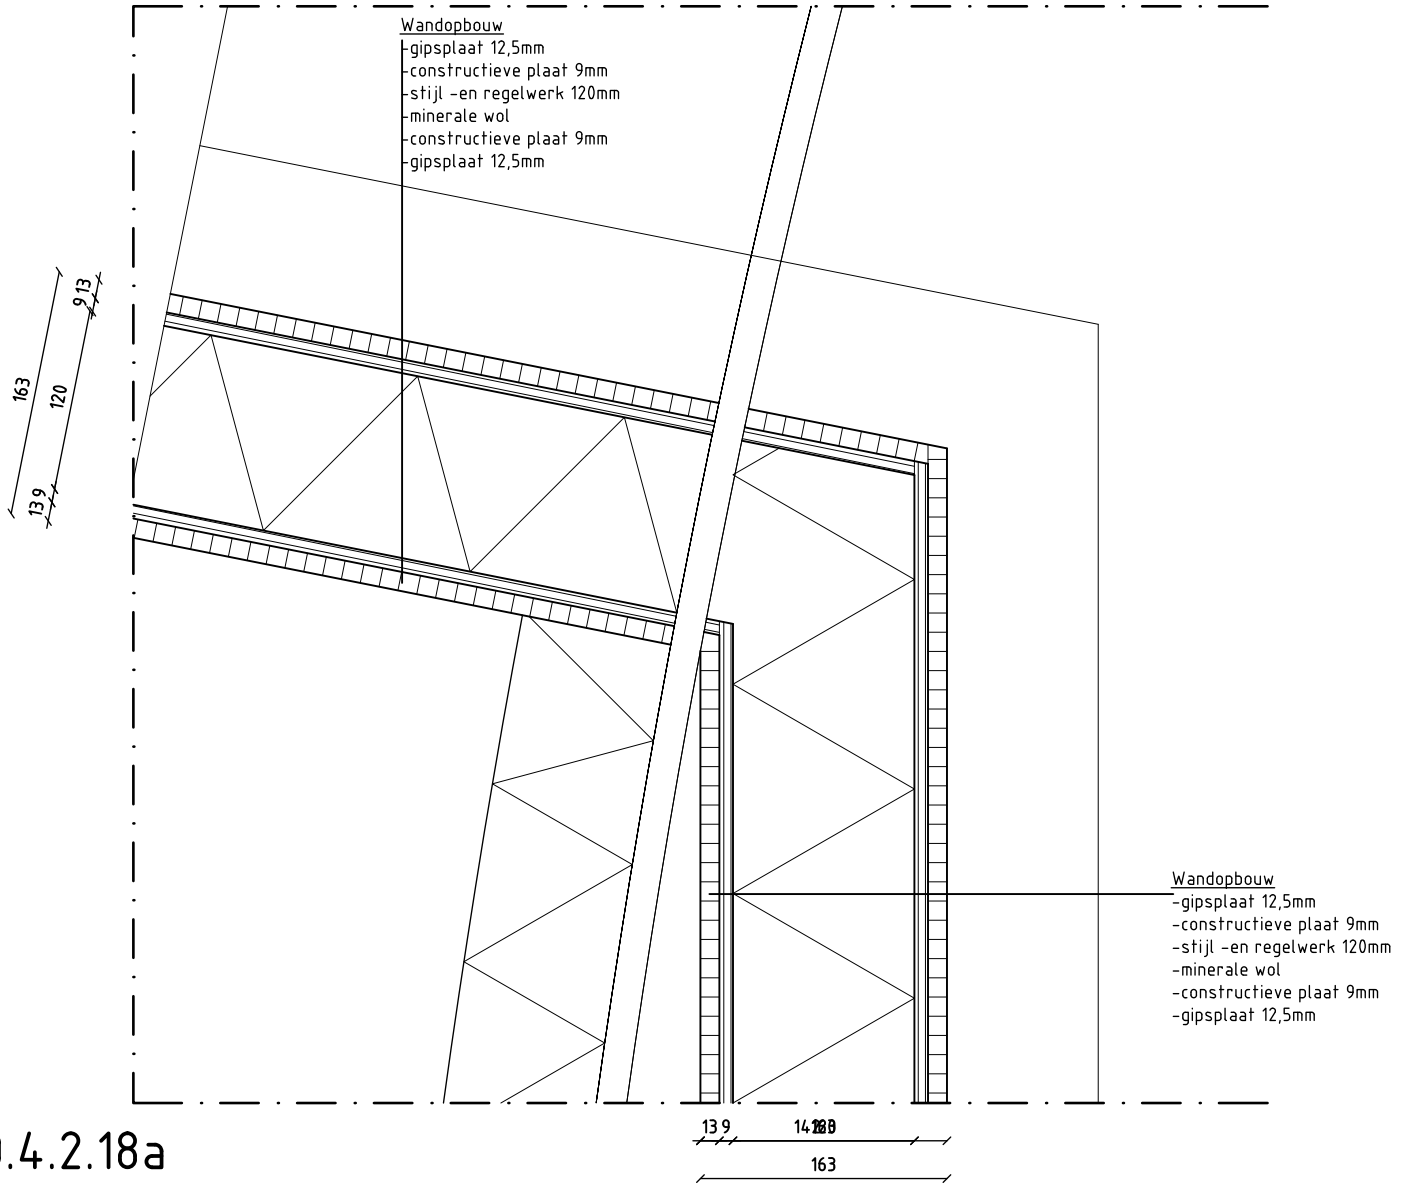 Wandopbouw
-gipsplaat 12,5mm
-constructieve plaat 9mm
-stijl -en regelwerk 120mm
-minerale wol
-constructieve plaat 9mm
-gipsplaat 12,5mm
13
9
163
120
9
13
Wandopbouw
-gipsplaat 12,5mm
-constructieve plaat 9mm
-stijl -en regelwerk 120mm
-minerale wol
-constructieve plaat 9mm
-gipsplaat 12,5mm
13 9
163
.4.2.18a